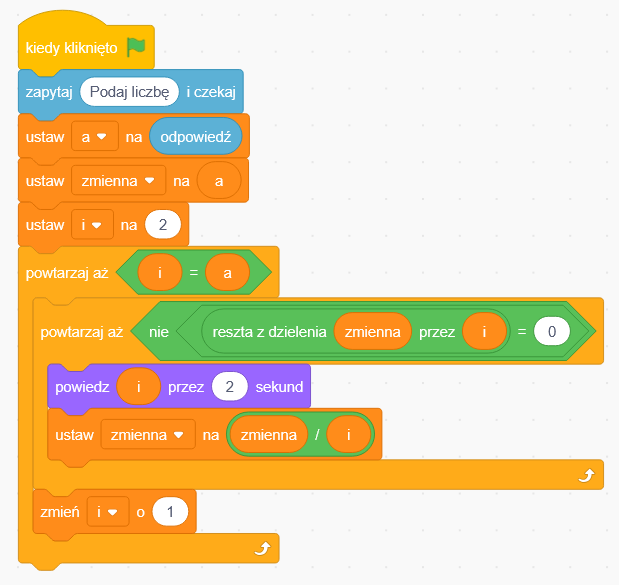 kiedy kliknięto
zapytaj Podaj liczbę i czekaj
ustaw a na odpowiedź
ustaw zmienna na a
ustaw i na 2
powtarzaj aż i = a
powtarzaj aż nie reszta z dzielenia zmienna przez i = 0
powiedz i przez 2 sekund
ustaw zmienna na zmienna / i
zmień i o 1